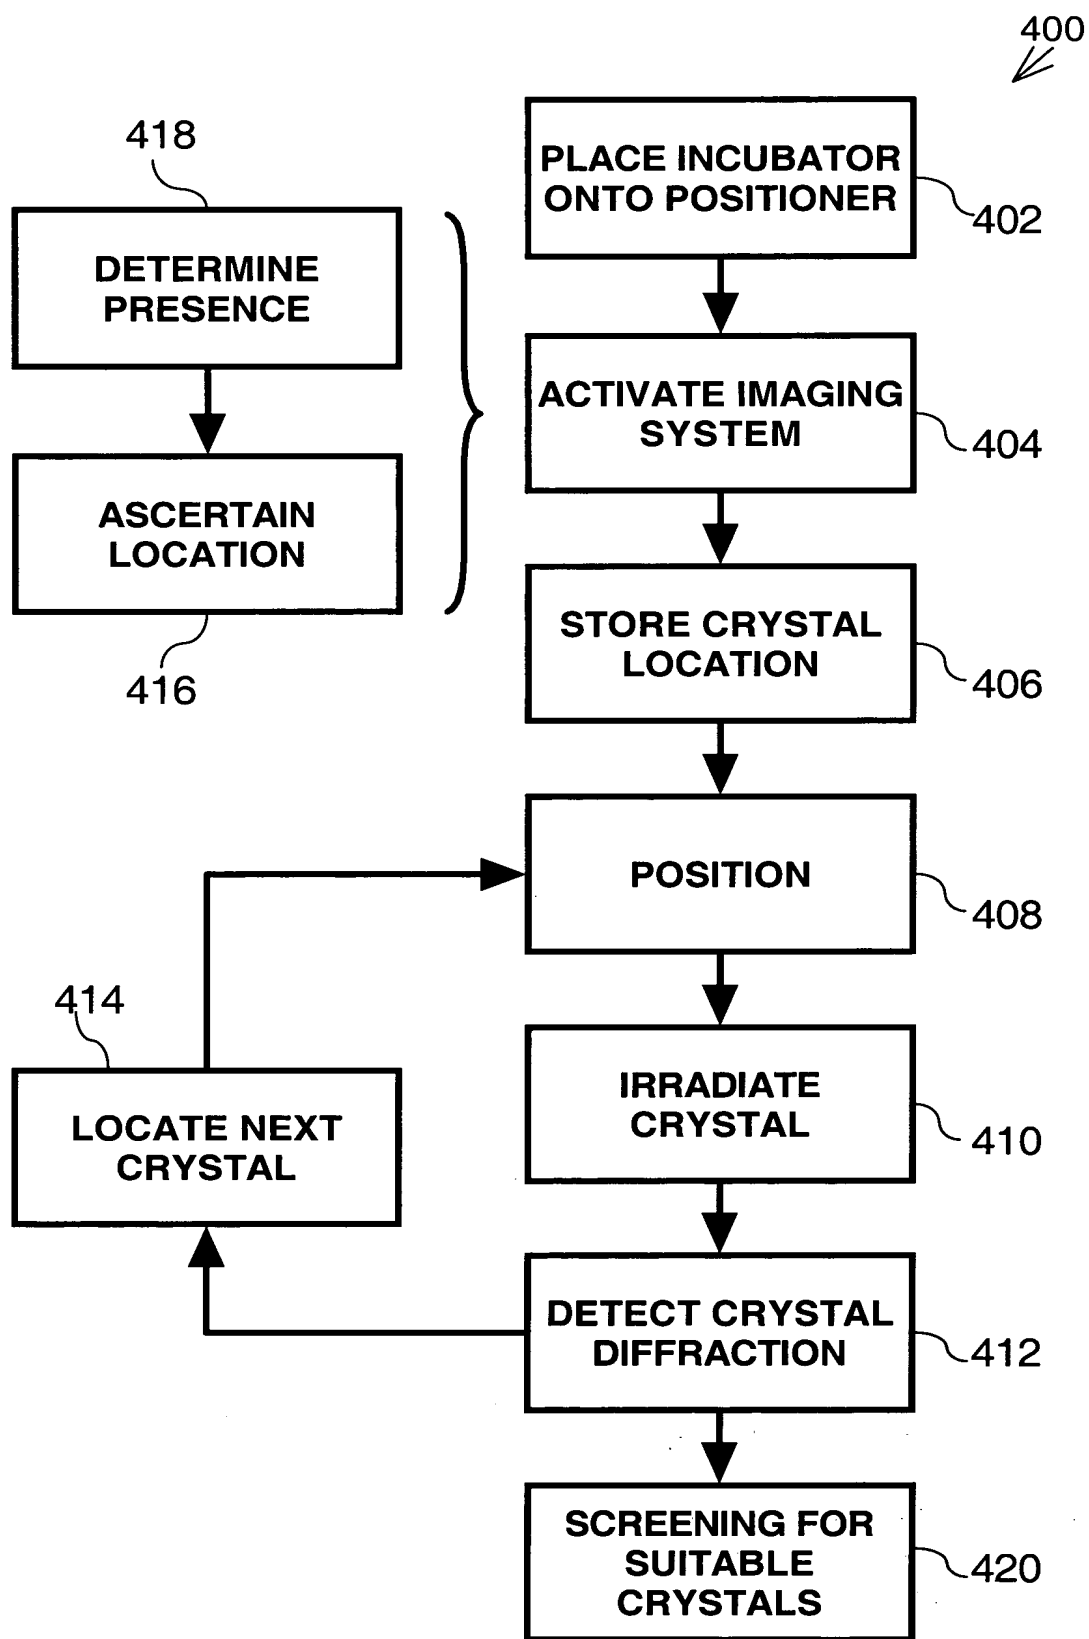 400
PLACE INCUBATOR
ONTO POSITIONER
402
418
DETERMINE
PRESENCE
ACTIVATE IMAGING
SYSTEM
404
ASCERTAIN
LOCATION
416
STORE CRYSTAL
LOCATION
406
POSITION
408
414
LOCATE NEXT
CRYSTAL
IRRADIATE
CRYSTAL
410
DETECT CRYSTAL
DIFFRACTION
412
SCREENING FOR
SUITABLE
CRYSTALS
420